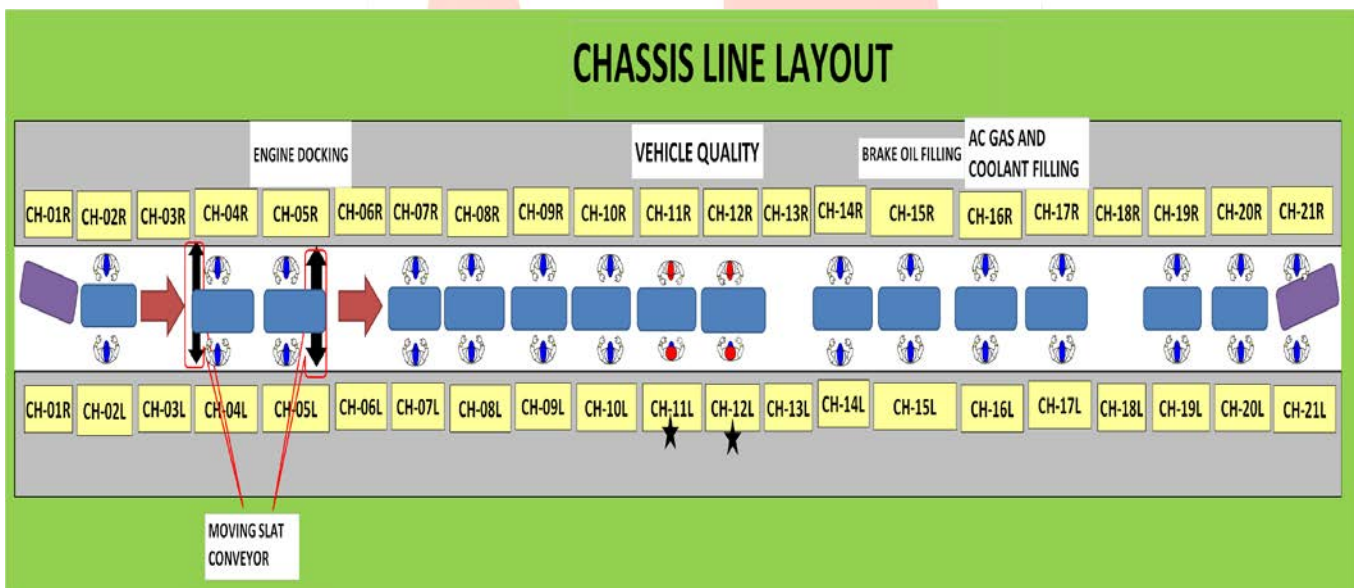 CHASSIS LINE LAYOUT
ENGINE DOCKING
VEHICLE QUALITY
BRAKE OIL FILLING
AC GAS AND
COOLANT FILLING
CH-01R CH-02R CH-03R CH-04R CH-05R CH-06R CH-07R CH-08R CH-09R CH-10R CH-11R CH-12R CH-13R CH-14R CH-15R CH-16R CH-17R CH-18R CH-19R CH-20R CH-21R
CH-01R CH-02L CH-03L CH-04L CH-05L CH-06L CH-07L CH-08L CH-09L CH-10L CH-11L CH-12L CH-13L CH-14L CH-15L CH-16L CH-17L CH-18L CH-19L CH-20L CH-21L
MOVING SLAT
CONVEYOR